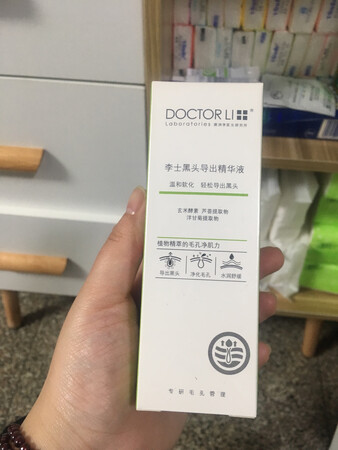 DOCTOR LI
Laboratories
李士黑头导出精华液
温和软化 轻松导出黑头
玄米酵素 芦荟提取物
洋甘菊提取物
植物精萃的毛孔净肌力
导出黑头 净化毛孔 水润舒缓
专研毛孔管理